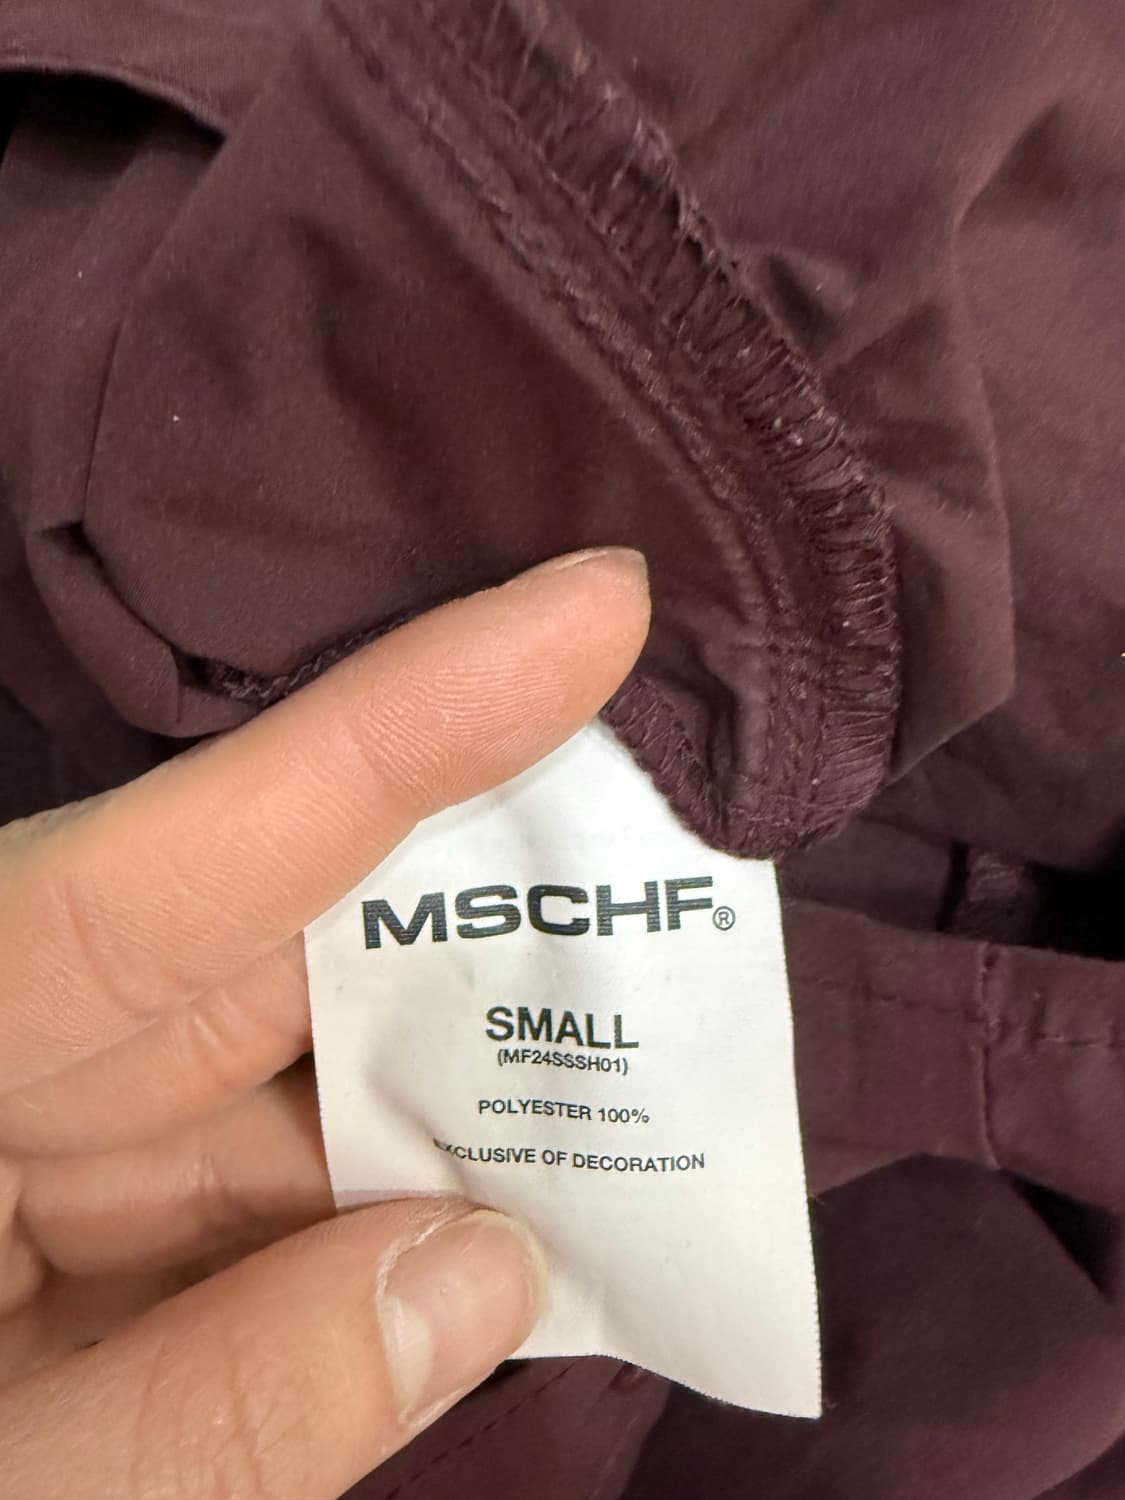 MSCHF®
SMALL
(MF24SSSH01)
POLYESTER 100%
EXCLUSIVE OF DECORATION